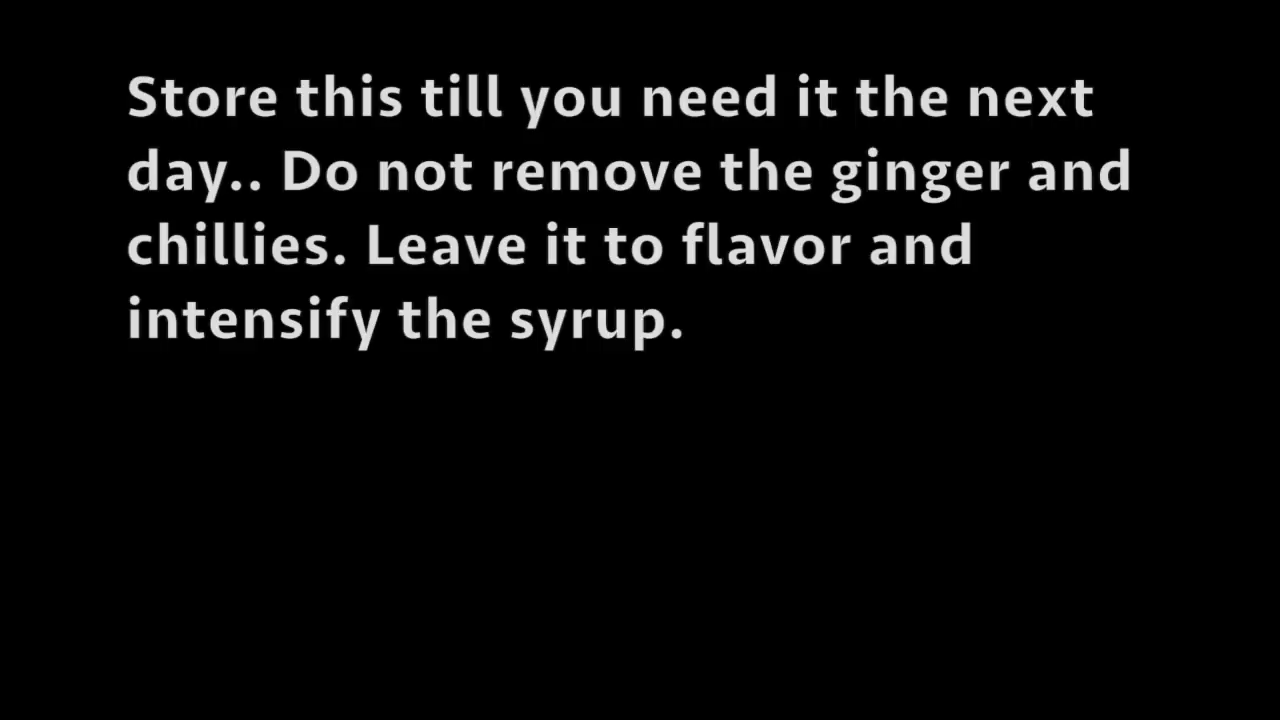 Store this till you need it the next
day.. Do not remove the ginger and
chillies. Leave it to flavor and
intensify the syrup.